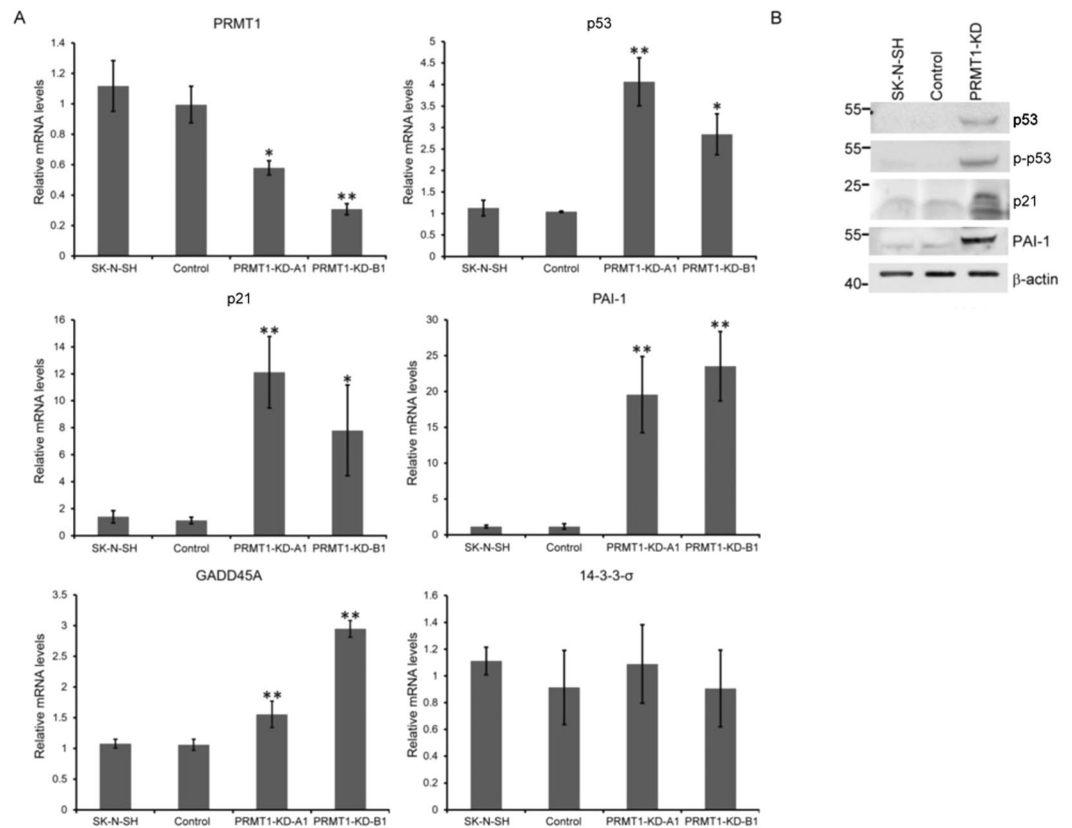 A
PRMT1
Relative mRNA levels
1.4
1.2
1
0.8
0.6
0.4
0.2
0
*
**
SK-N-SH Control PRMT1-KD-A1 PRMT1-KD-B1
p53
Relative mRNA levels
5
4.5
4
3.5
3
2.5
2
1.5
1
0.5
0
**
*
SK-N-SH Control PRMT1-KD-A1 PRMT1-KD-B1
p21
Relative mRNA levels
16
14
12
10
8
6
4
2
0
**
*
SK-N-SH Control PRMT1-KD-A1 PRMT1-KD-B1
PAI-1
Relative mRNA levels
30
25
20
15
10
5
0
**
**
SK-N-SH Control PRMT1-KD-A1 PRMT1-KD-B1
GADD45A
Relative mRNA levels
3.5
3
2.5
2
1.5
1
0.5
0
**
**
SK-N-SH Control PRMT1-KD-A1 PRMT1-KD-B1
14-3-3-σ
Relative mRNA levels
1.6
1.4
1.2
1
0.8
0.6
0.4
0.2
0
SK-N-SH Control PRMT1-KD-A1 PRMT1-KD-B1
B
SK-N-SH
Control
PRMT1-KD
55 p53
55 p-p53
25 p21
55 PAI-1
40 β-actin